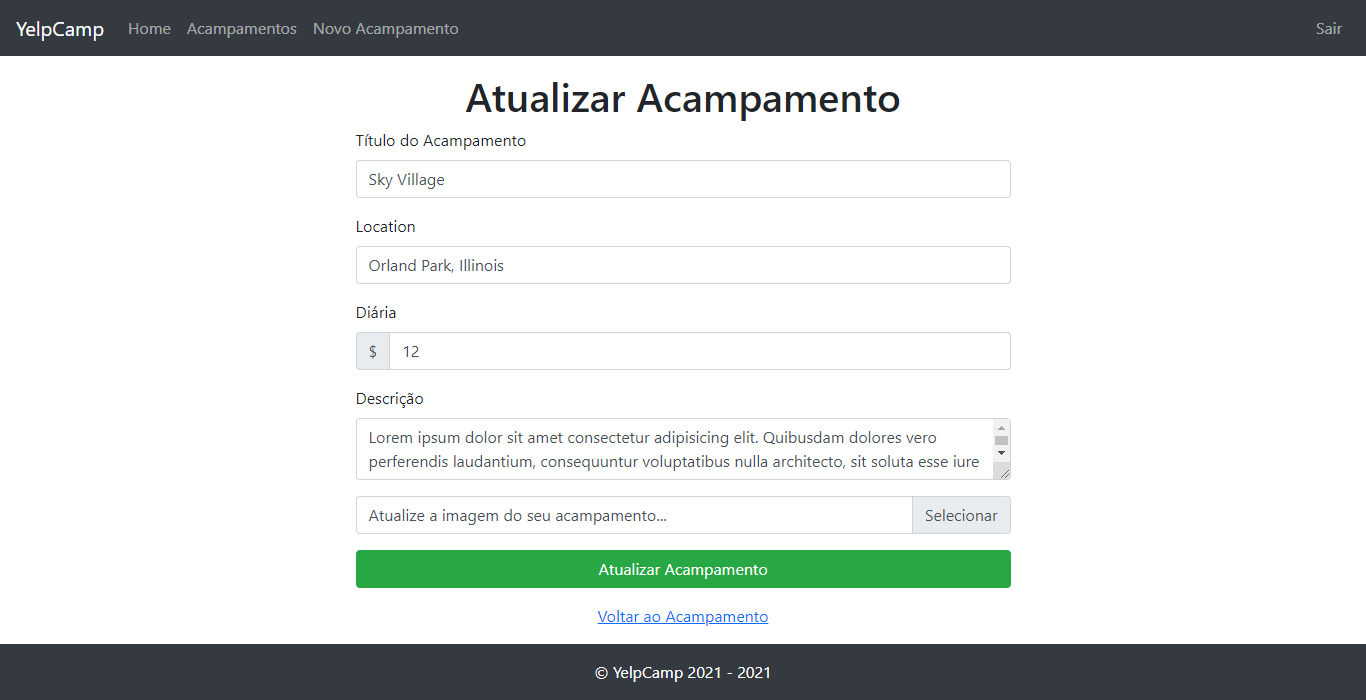 YelpCamp Home Acampamentos Novo Acampamento Sair
Atualizar Acampamento
Título do Acampamento
Sky Village
Location
Orland Park, Illinois
Diária
$ 12
Descrição
Lorem ipsum dolor sit amet consectetur adipisicing elit. Quibusdam dolores vero
perferendis laudantium, consequuntur voluptatibus nulla architecto, sit soluta esse iure
Atualize a imagem do seu acampamento... Selecionar
Atualizar Acampamento
Voltar ao Acampamento
© YelpCamp 2021 - 2021